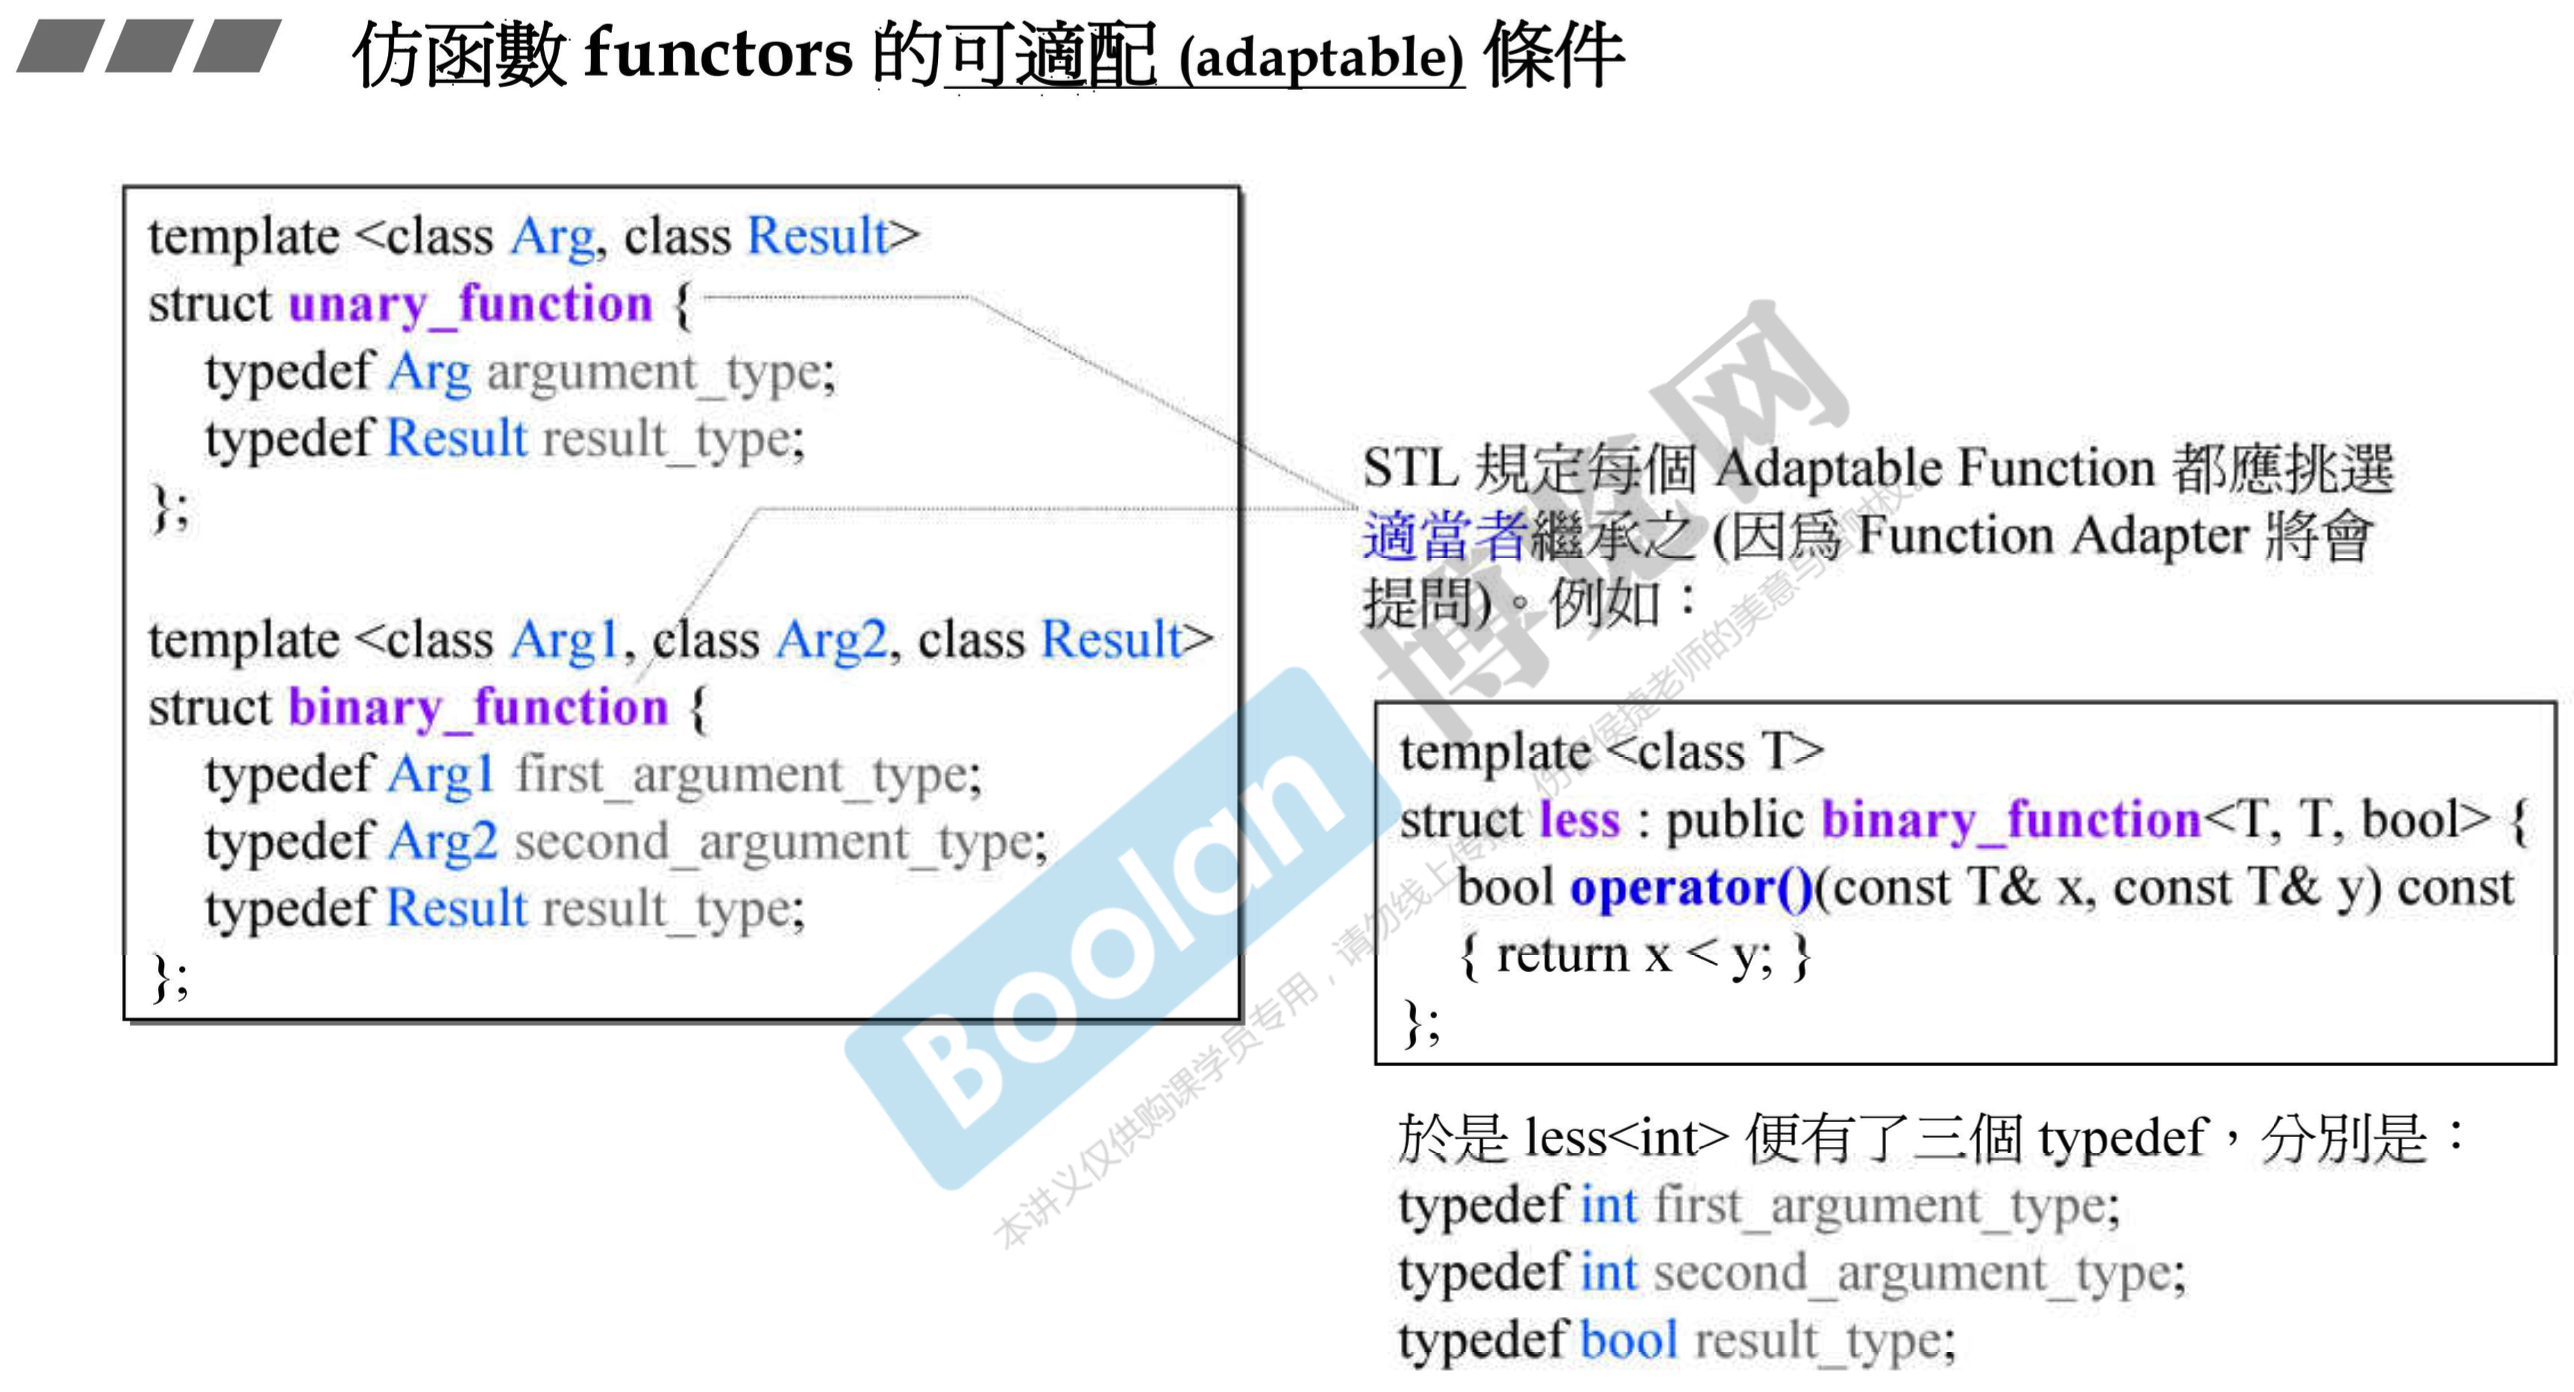 仿函數 functors 的可適配 (adaptable) 條件
template <class Arg, class Result>
struct unary_function {
typedef Arg argument_type;
typedef Result result_type;
};
template <class Arg1, class Arg2, class Result>
struct binary_function {
typedef Arg1 first_argument_type;
typedef Arg2 second_argument_type;
typedef Result result_type;
};
STL 規定每個 Adaptable Function 都應挑選
適當者繼承之 (因為 Function Adapter 將會
提問)。例如：
template <class T>
struct less : public binary_function<T, T, bool> {
bool operator()(const T& x, const T& y) const
{ return x < y; }
};
於是 less<int> 便有了三個 typedef，分別是：
typedef int first_argument_type;
typedef int second_argument_type;
typedef bool result_type;
Boolan 博览网
本讲义仅供购课学员专用，请勿线上传播，伤害侯捷老师的美意与